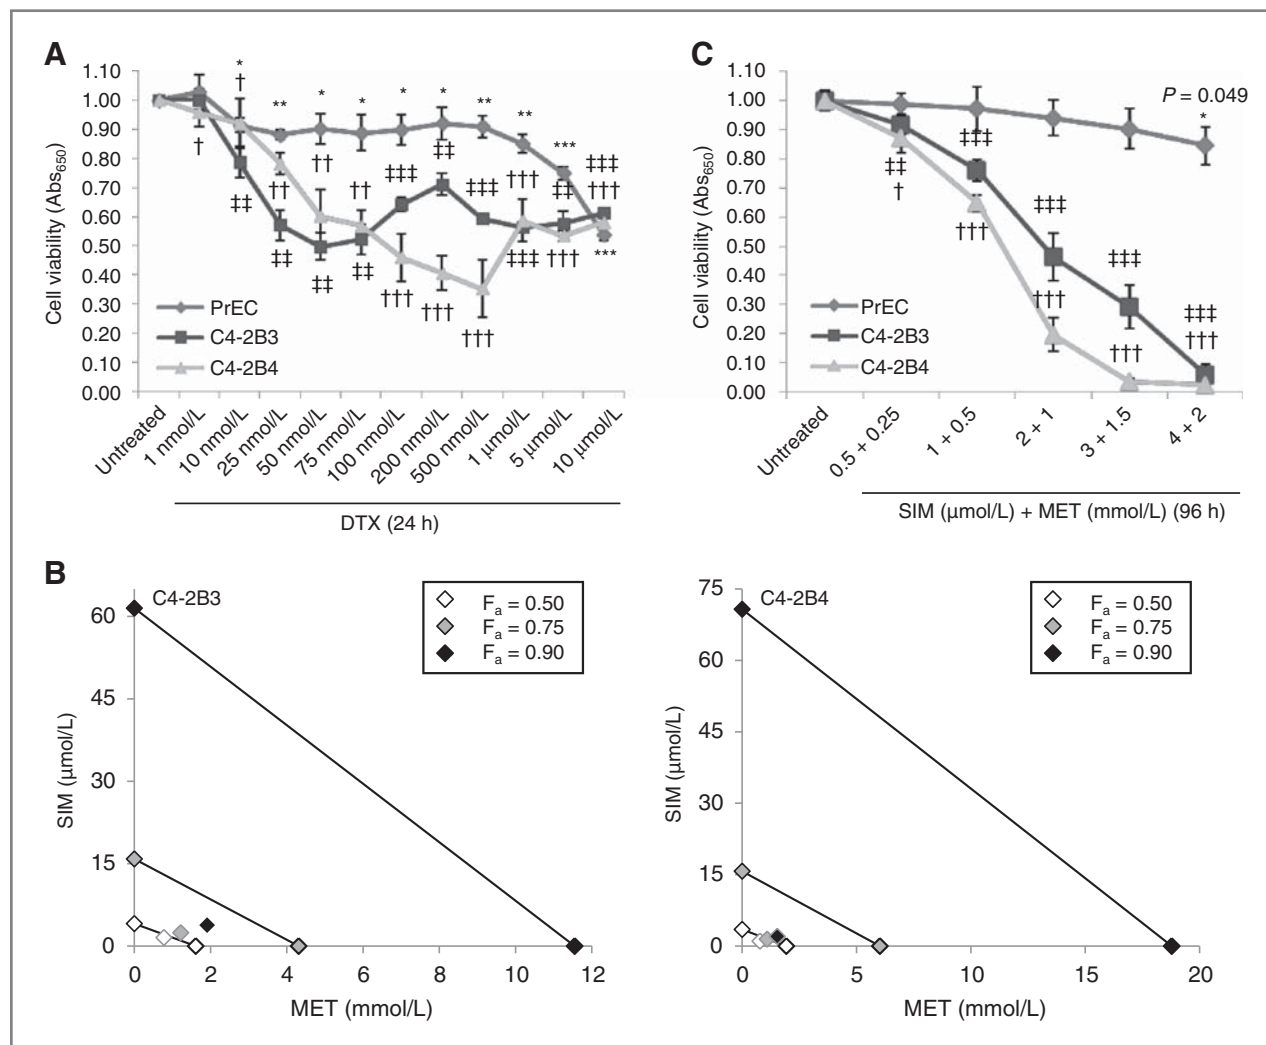 A
1.10
1.00
0.90
0.80
0.70
0.60
0.50
0.40
0.30
0.20
0.10
0.00
Cell viability (Abs650)
* ** * * * * ** ** ***
†
† †† †† †† ††† ††† ††† ††† ††† †††
‡‡ ‡‡ ‡‡ ‡‡ ‡‡‡ ‡‡ ‡‡‡ ‡‡‡ ‡‡ ‡‡‡
***
PrEC
C4-2B3
C4-2B4
Untreated
1 nmol/L
10 nmol/L
25 nmol/L
50 nmol/L
75 nmol/L
100 nmol/L
200 nmol/L
500 nmol/L
1 µmol/L
5 µmol/L
10 µmol/L
DTX (24 h)
C
1.10
1.00
0.90
0.80
0.70
0.60
0.50
0.40
0.30
0.20
0.10
0.00
Cell viability (Abs650)
P = 0.049
*
‡‡ ‡‡‡ ‡‡‡ ‡‡‡ ‡‡‡
† ††† ††† ††† †††
PrEC
C4-2B3
C4-2B4
Untreated
0.5 + 0.25
1 + 0.5
2 + 1
3 + 1.5
4 + 2
SIM (µmol/L) + MET (mmol/L) (96 h)
B
C4-2B3
60
45
30
15
0
SIM (µmol/L)
Fa = 0.50
Fa = 0.75
Fa = 0.90
0 2 4 6 8 10 12
MET (mmol/L)
C4-2B4
75
60
45
30
15
0
SIM (µmol/L)
Fa = 0.50
Fa = 0.75
Fa = 0.90
0 5 10 15 20
MET (mmol/L)